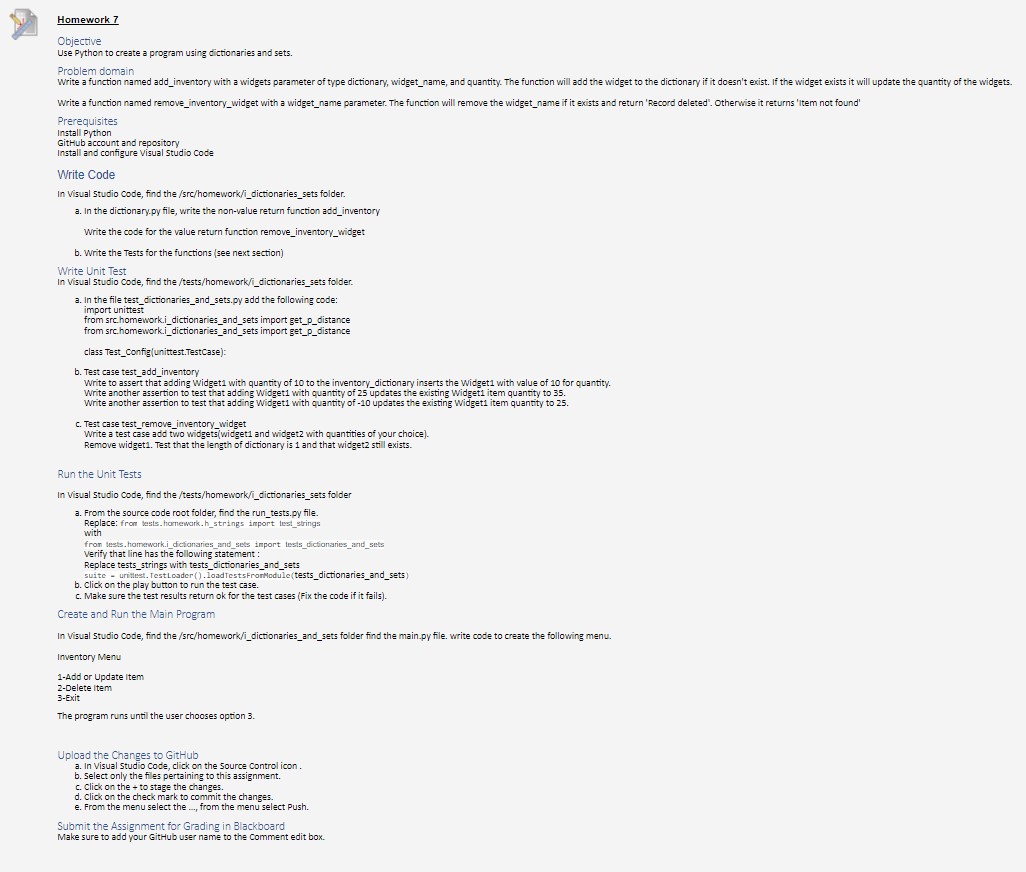 Homework 7
Objective
Use Python to create a program using dictionaries and sets.
Problem domain
Write a function named add_inventory with a widgets parameter of type dictionary, widget_name, and quantity. The function will add the widget to the dictionary if it doesn't exist. If the widget exists it will update the quantity of the widgets.
Write a function named remove_inventory_widget with a widget_name parameter. The function will remove the widget_name if it exists and return 'Record deleted'. Otherwise it returns 'Item not found'
Prerequisites
Install Python
GitHub account and repository
Install and configure Visual Studio Code
Write Code
In Visual Studio Code, find the /src/homework/i_dictionaries_sets folder.
a. In the dictionary.py file, write the non-value return function add_inventory
Write the code for the value return function remove_inventory_widget
b. Write the Tests for the functions (see next section)
Write Unit Test
In Visual Studio Code, find the /tests/homework/i_dictionaries_sets folder.
a. In the file test_dictionaries_and_sets.py add the following code:
import unittest
from src.homework.i_dictionaries_and_sets import get_p_distance
from src.homework.i_dictionaries_and_sets import get_p_distance
class Test_Config(unittest.TestCase):
b. Test case test_add_inventory
Write to assert that adding Widget1 with quantity of 10 to the inventory_dictionary inserts the Widget1 with value of 10 for quantity.
Write another assertion to test that adding Widget1 with quantity of 25 updates the existing Widget1 item quantity to 35.
Write another assertion to test that adding Widget1 with quantity of -10 updates the existing Widget1 item quantity to 25.
c. Test case test_remove_inventory_widget
Write a test case add two widgets(widget1 and widget2 with quantities of your choice).
Remove widget1. Test that the length of dictionary is 1 and that widget2 still exists.
Run the Unit Tests
In Visual Studio Code, find the /tests/homework/i_dictionaries_sets folder
a. From the source code root folder, find the run_tests.py file.
Replace: from tests.homework.h_strings import test_strings
with
from tests.homework.i_dictionaries_and_sets import tests_dictionaries_and_sets
Verify that line has the following statement :
Replace tests_strings with tests_dictionaries_and_sets
suite = unittest.TestLoader().loadTestsFromModule(tests_dictionaries_and_sets)
b. Click on the play button to run the test case.
c. Make sure the test results return ok for the test cases (Fix the code if it fails).
Create and Run the Main Program
In Visual Studio Code, find the /src/homework/i_dictionaries_and_sets folder find the main.py file. write code to create the following menu.
Inventory Menu
1-Add or Update Item
2-Delete Item
3-Exit
The program runs until the user chooses option 3.
Upload the Changes to GitHub
a. In Visual Studio Code, click on the Source Control icon .
b. Select only the files pertaining to this assignment.
c. Click on the + to stage the changes.
d. Click on the check mark to commit the changes.
e. From the menu select the ..., from the menu select Push.
Submit the Assignment for Grading in Blackboard
Make sure to add your GitHub user name to the Comment edit box.